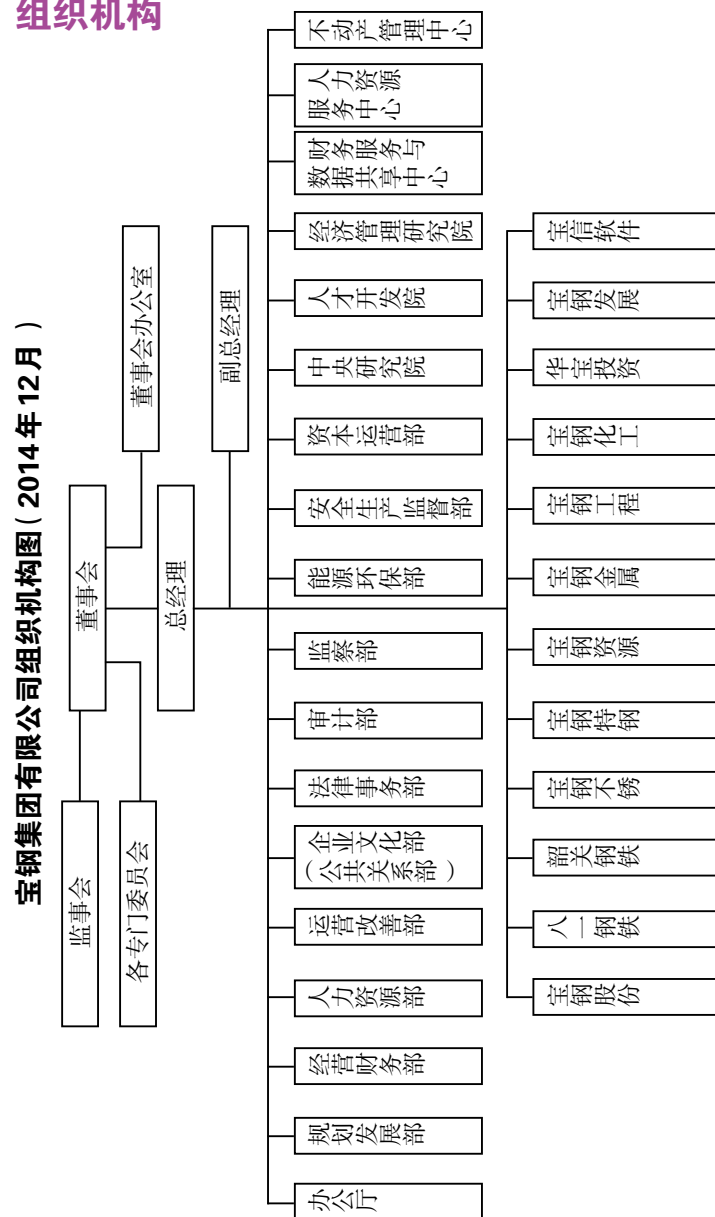 组织机构
宝钢集团有限公司组织机构图(2014年12月)
董事会
监事会
各专门委员会
董事会办公室
总经理
副总经理
办公厅
规划发展部
经营财务部
人力资源部
运营改善部
企业文化部
(公共关系部)
法律事务部
审计部
监察部
能源环保部
安全生产监督部
资本运营部
中央研究院
人才开发院
经济管理研究院
财务服务与
数据共享中心
人力资源
服务中心
不动产管理中心
宝钢股份
八一钢铁
韶关钢铁
宝钢不锈
宝钢特钢
宝钢资源
宝钢金属
宝钢工程
宝钢化工
华宝投资
宝钢发展
宝信软件